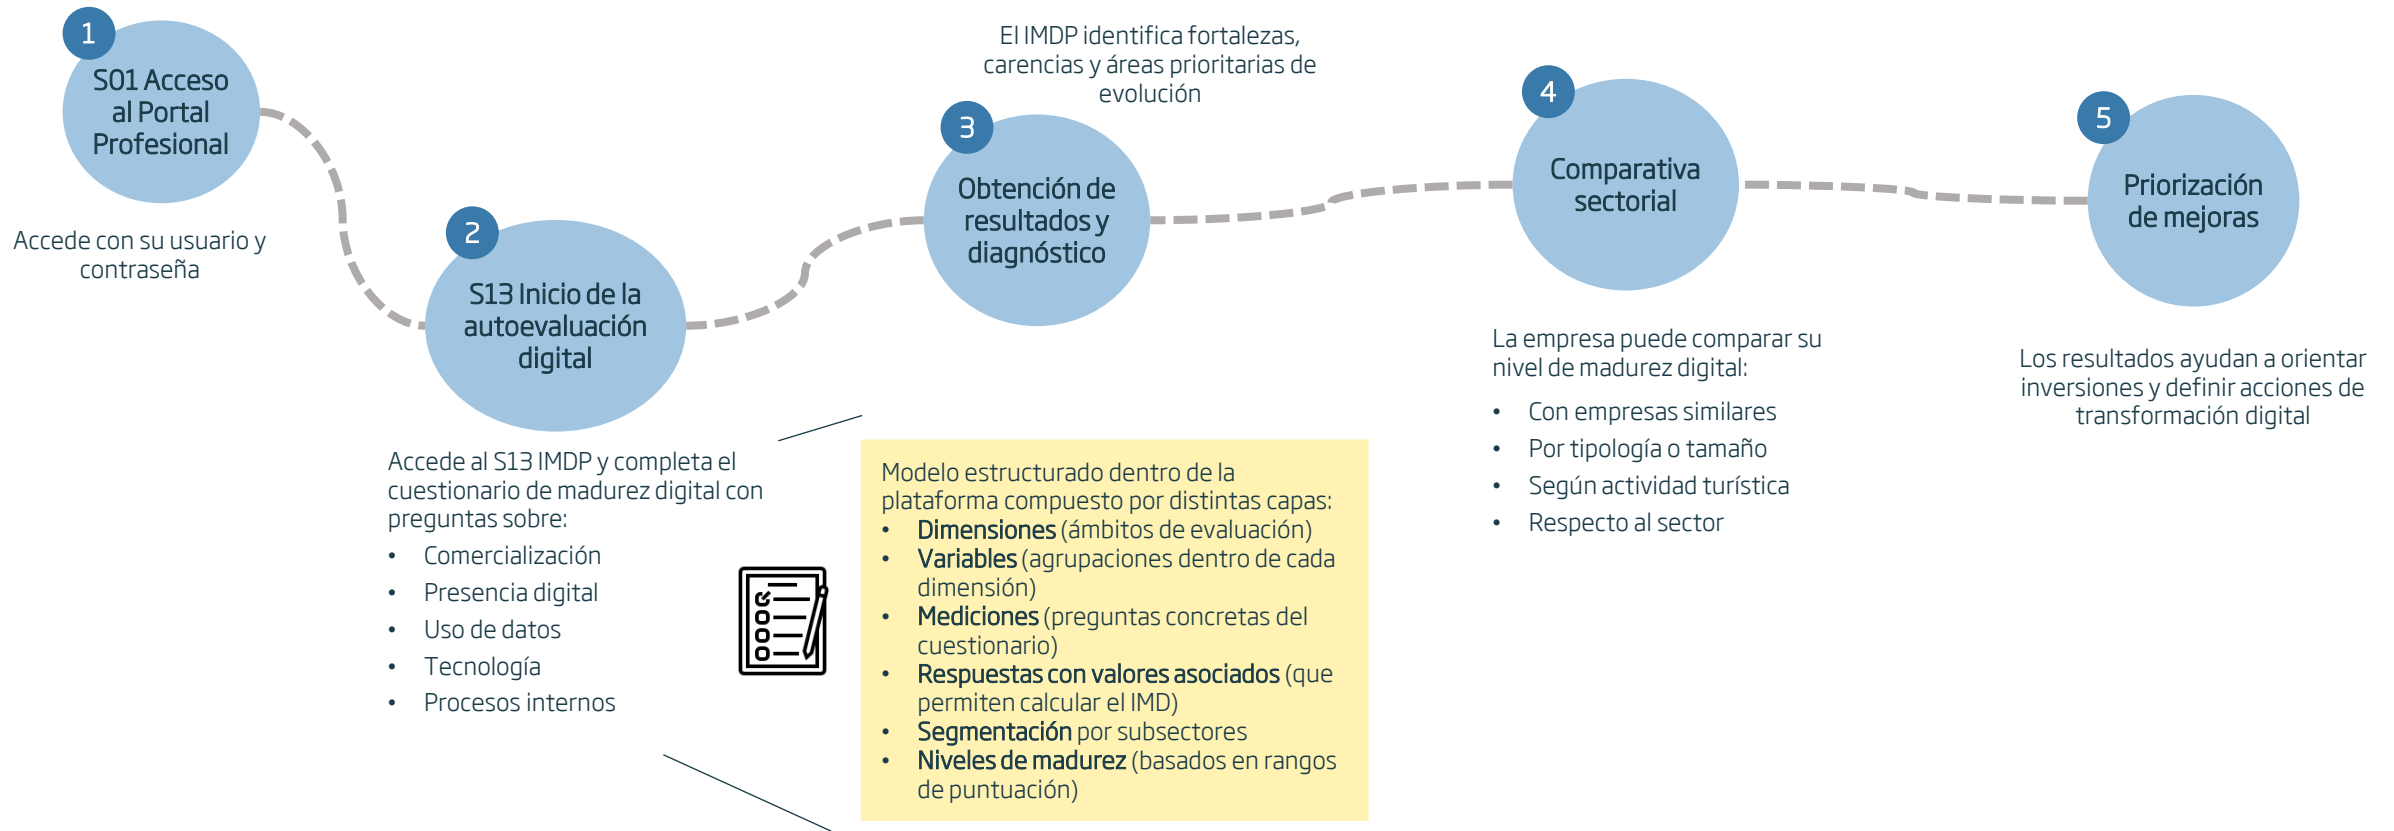 1
S01 Acceso
al Portal
Profesional
Accede con su usuario y
contraseña
2
S13 Inicio de la
autoevaluación
digital
Accede al S13 IMDP y completa el
cuestionario de madurez digital con
preguntas sobre:
• Comercialización
• Presencia digital
• Uso de datos
• Tecnología
• Procesos internos
Modelo estructurado dentro de la
plataforma compuesto por distintas capas:
• Dimensiones (ámbitos de evaluación)
• Variables (agrupaciones dentro de cada
dimensión)
• Mediciones (preguntas concretas del
cuestionario)
• Respuestas con valores asociados (que
permiten calcular el IMD)
• Segmentación por subsectores
• Niveles de madurez (basados en rangos
de puntuación)
El IMDP identifica fortalezas,
carencias y áreas prioritarias de
evolución
3
Obtención de
resultados y
diagnóstico
4
Comparativa
sectorial
La empresa puede comparar su
nivel de madurez digital:
• Con empresas similares
• Por tipología o tamaño
• Según actividad turística
• Respecto al sector
5
Priorización
de mejoras
Los resultados ayudan a orientar
inversiones y definir acciones de
transformación digital